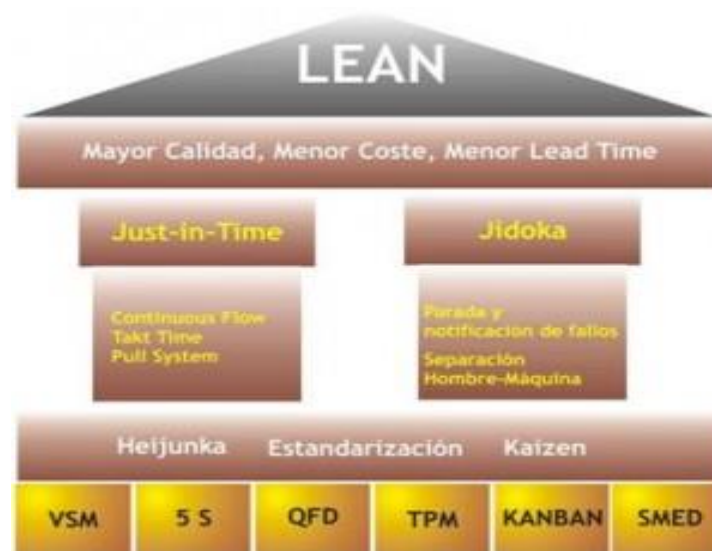 LEAN
Mayor Calidad, Menor Coste, Menor Lead Time
Just-in-Time
Jidoka
Continuous Flow
Takt Time
Pull System
Parada y
notificación de fallos
Separación
Hombre-Máquina
Heijunka Estandarización Kaizen
VSM 5 S QFD TPM KANBAN SMED